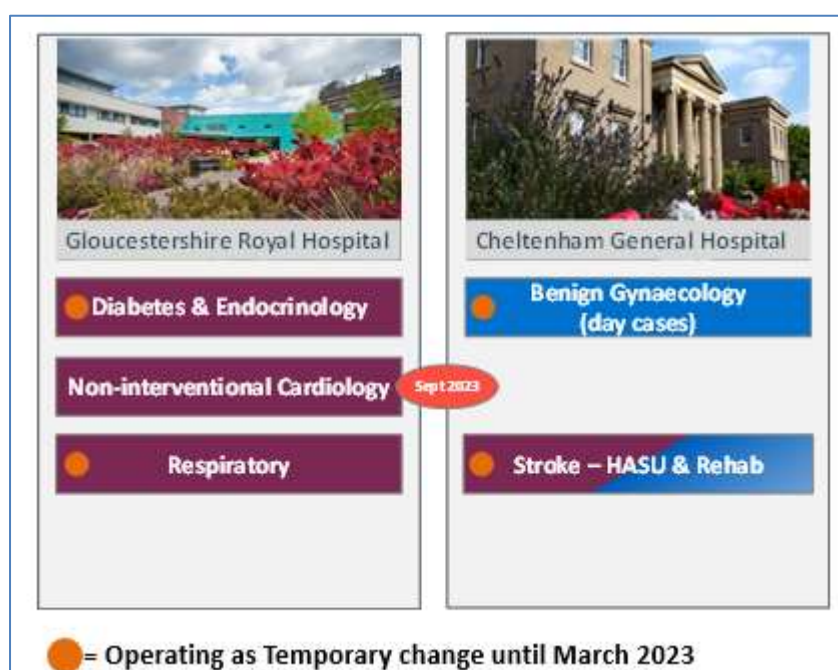 Gloucestershire Royal Hospital
Diabetes & Endocrinology
Non-interventional Cardiology
Respiratory
Cheltenham General Hospital
Benign Gynaecology
(day cases)
Sept 2023
Stroke – HASU & Rehab
= Operating as Temporary change until March 2023